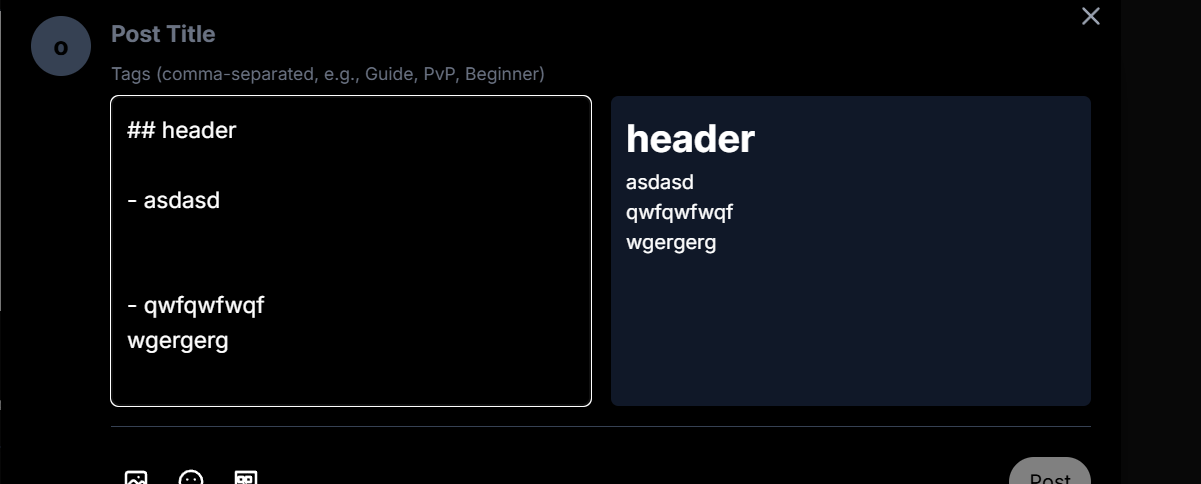 o
Post Title
Tags (comma-separated, e.g., Guide, PvP, Beginner)
## header
- asdasd
- qwfqwfwqf
wgergerg
header
asdasd
qwfqwfwqf
wgergerg
Post